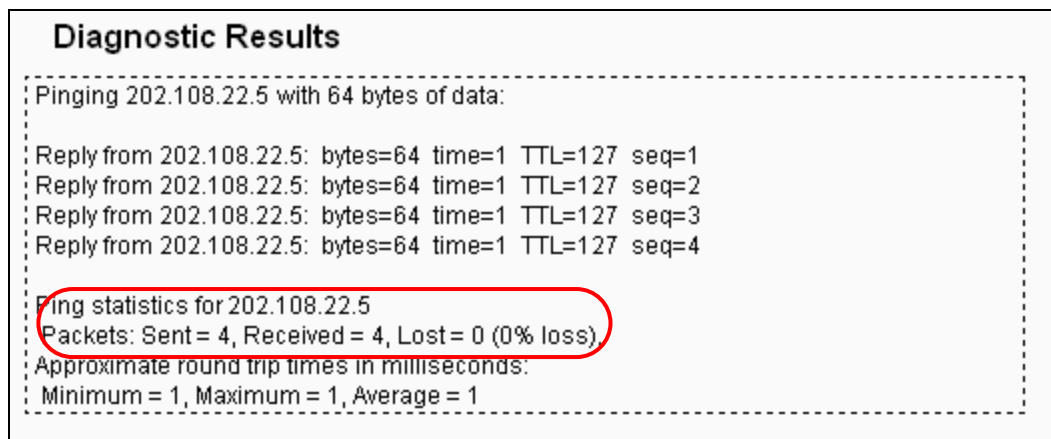 Diagnostic Results
Pinging 202.108.22.5 with 64 bytes of data:
Reply from 202.108.22.5: bytes=64 time=1 TTL=127 seq=1
Reply from 202.108.22.5: bytes=64 time=1 TTL=127 seq=2
Reply from 202.108.22.5: bytes=64 time=1 TTL=127 seq=3
Reply from 202.108.22.5: bytes=64 time=1 TTL=127 seq=4
Ping statistics for 202.108.22.5
Packets: Sent = 4, Received = 4, Lost = 0 (0% loss),
Approximate round trip times in milliseconds:
Minimum = 1, Maximum = 1, Average = 1